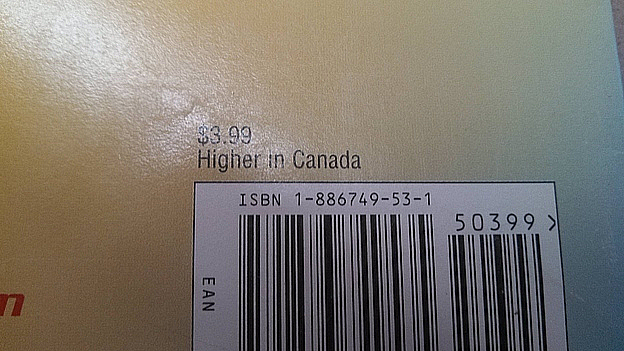 $3.99
Higher in Canada
ISBN 1-886749-53-1
50399 >
EAN
n